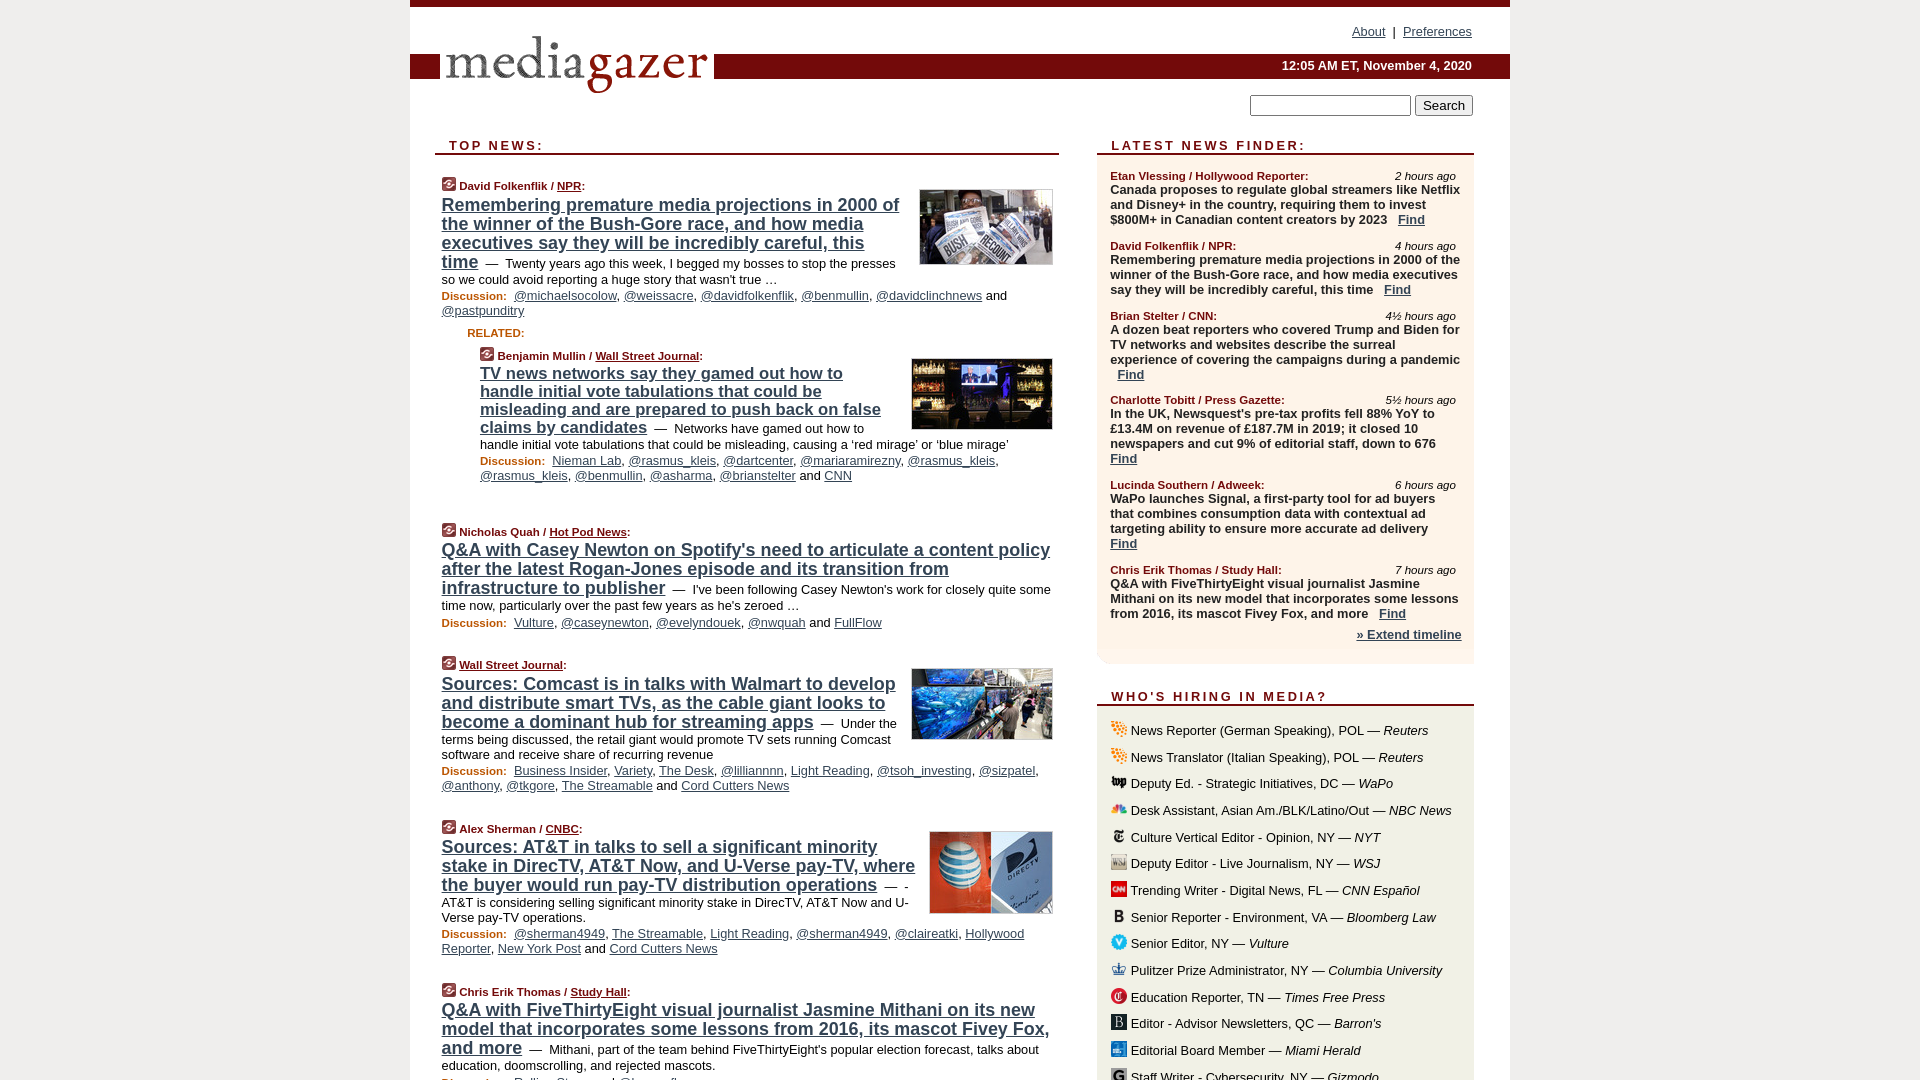 About | Preferences
mediagazer
12:05 AM ET, November 4, 2020
Search
TOP NEWS:
David Folkenflik / NPR:
Remembering premature media projections in 2000 of
the winner of the Bush-Gore race, and how media
executives say they will be incredibly careful, this
time — Twenty years ago this week, I begged my bosses to stop the presses
so we could avoid reporting a huge story that wasn't true …
Discussion: @michaelsocolow, @weissacre, @davidfolkenflik, @benmullin, @davidclinchnews and
@pastpunditry
RELATED:
Benjamin Mullin / Wall Street Journal:
TV news networks say they gamed out how to
handle initial vote tabulations that could be
misleading and are prepared to push back on false
claims by candidates — Networks have gamed out how to
handle initial vote tabulations that could be misleading, causing a ‘red mirage’ or ‘blue mirage’
Discussion: Nieman Lab, @rasmus_kleis, @dartcenter, @mariaramirezny, @rasmus_kleis,
@rasmus_kleis, @benmullin, @asharma, @brianstelter and CNN
Nicholas Quah / Hot Pod News:
Q&A with Casey Newton on Spotify's need to articulate a content policy
after the latest Rogan-Jones episode and its transition from
infrastructure to publisher — I've been following Casey Newton's work for closely quite some
time now, particularly over the past few years as he's zeroed …
Discussion: Vulture, @caseynewton, @evelyndouek, @nwquah and FullFlow
Wall Street Journal:
Sources: Comcast is in talks with Walmart to develop
and distribute smart TVs, as the cable giant looks to
become a dominant hub for streaming apps — Under the
terms being discussed, the retail giant would promote TV sets running Comcast
software and receive share of recurring revenue
Discussion: Business Insider, Variety, The Desk, @lilliannnn, Light Reading, @tsoh_investing, @sizpatel,
@anthony, @tkgore, The Streamable and Cord Cutters News
Alex Sherman / CNBC:
Sources: AT&T in talks to sell a significant minority
stake in DirecTV, AT&T Now, and U-Verse pay-TV, where
the buyer would run pay-TV distribution operations — -
AT&T is considering selling significant minority stake in DirecTV, AT&T Now and U-
Verse pay-TV operations.
Discussion: @sherman4949, The Streamable, Light Reading, @sherman4949, @claireatki, Hollywood
Reporter, New York Post and Cord Cutters News
Chris Erik Thomas / Study Hall:
Q&A with FiveThirtyEight visual journalist Jasmine Mithani on its new
model that incorporates some lessons from 2016, its mascot Fivey Fox,
and more — Mithani, part of the team behind FiveThirtyEight's popular election forecast, talks about
education, doomscrolling, and rejected mascots.
LATEST NEWS FINDER:
Etan Vlessing / Hollywood Reporter: 2 hours ago
Canada proposes to regulate global streamers like Netflix
and Disney+ in the country, requiring them to invest
$800M+ in Canadian content creators by 2023 Find
David Folkenflik / NPR: 4 hours ago
Remembering premature media projections in 2000 of the
winner of the Bush-Gore race, and how media executives
say they will be incredibly careful, this time Find
Brian Stelter / CNN: 4½ hours ago
A dozen beat reporters who covered Trump and Biden for
TV networks and websites describe the surreal
experience of covering the campaigns during a pandemic
Find
Charlotte Tobitt / Press Gazette: 5½ hours ago
In the UK, Newsquest's pre-tax profits fell 88% YoY to
£13.4M on revenue of £187.7M in 2019; it closed 10
newspapers and cut 9% of editorial staff, down to 676
Find
Lucinda Southern / Adweek: 6 hours ago
WaPo launches Signal, a first-party tool for ad buyers
that combines consumption data with contextual ad
targeting ability to ensure more accurate ad delivery
Find
Chris Erik Thomas / Study Hall: 7 hours ago
Q&A with FiveThirtyEight visual journalist Jasmine
Mithani on its new model that incorporates some lessons
from 2016, its mascot Fivey Fox, and more Find
» Extend timeline
WHO'S HIRING IN MEDIA?
News Reporter (German Speaking), POL — Reuters
News Translator (Italian Speaking), POL — Reuters
Deputy Ed. - Strategic Initiatives, DC — WaPo
Desk Assistant, Asian Am./BLK/Latino/Out — NBC News
Culture Vertical Editor - Opinion, NY — NYT
Deputy Editor - Live Journalism, NY — WSJ
Trending Writer - Digital News, FL — CNN Español
Senior Reporter - Environment, VA — Bloomberg Law
Senior Editor, NY — Vulture
Pulitzer Prize Administrator, NY — Columbia University
Education Reporter, TN — Times Free Press
Editor - Advisor Newsletters, QC — Barron's
Editorial Board Member — Miami Herald
Staff Writer - Cybersecurity, NY — Gizmodo